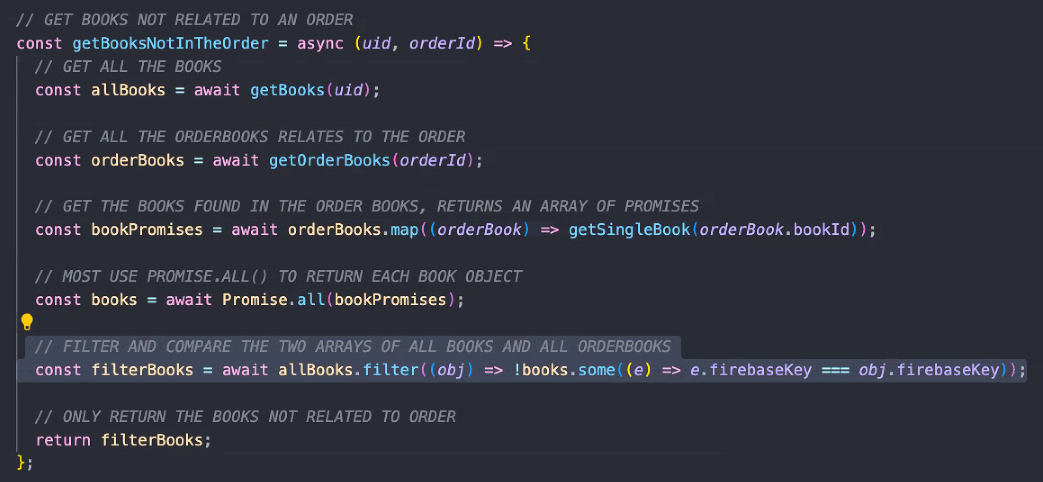 // GET BOOKS NOT RELATED TO AN ORDER
const getBooksNotInTheOrder = async (uid, orderId) => {
// GET ALL THE BOOKS
const allBooks = await getBooks(uid);
// GET ALL THE ORDERBOOKS RELATES TO THE ORDER
const orderBooks = await getOrderBooks(orderId);
// GET THE BOOKS FOUND IN THE ORDER BOOKS, RETURNS AN ARRAY OF PROMISES
const bookPromises = await orderBooks.map((orderBook) => getSingleBook(orderBook.bookId));
// MOST USE PROMISE.ALL() TO RETURN EACH BOOK OBJECT
const books = await Promise.all(bookPromises);
// FILTER AND COMPARE THE TWO ARRAYS OF ALL BOOKS AND ALL ORDERBOOKS
const filterBooks = await allBooks.filter((obj) => !books.some((e) => e.firebaseKey === obj.firebaseKey));
// ONLY RETURN THE BOOKS NOT RELATED TO ORDER
return filterBooks;
};